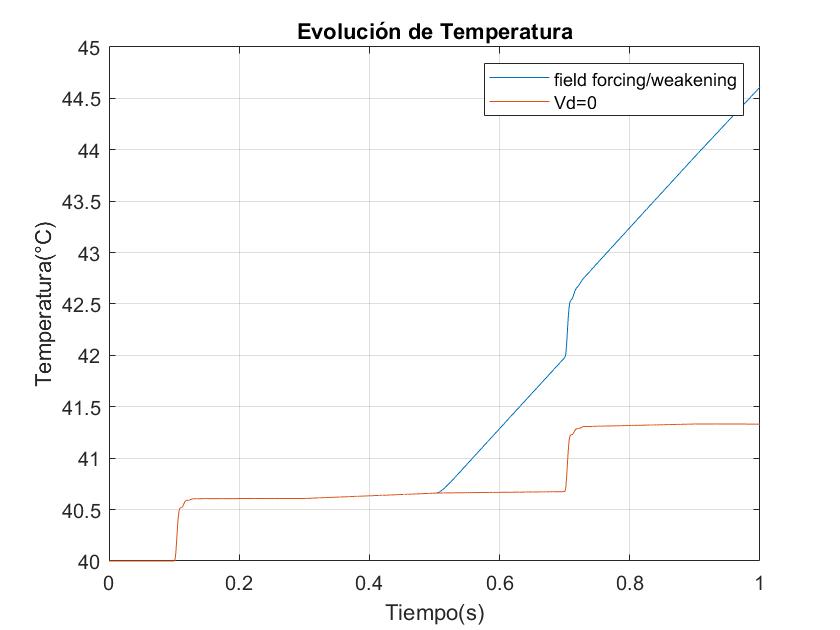 Evolución de Temperatura
field forcing/weakening
Vd=0
Temperatura(°C)
45
44.5
44
43.5
43
42.5
42
41.5
41
40.5
40
0 0.2 0.4 0.6 0.8 1
Tiempo(s)